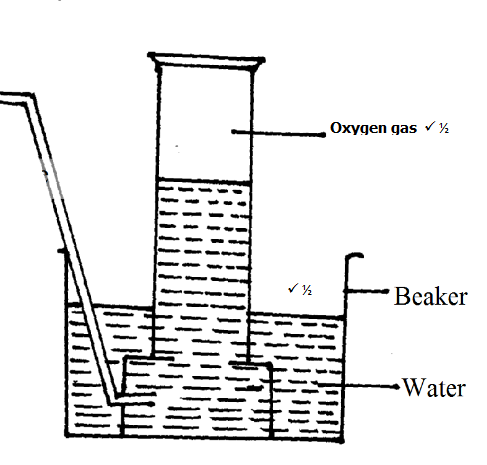 Oxygen gas ✓ ½
✓ ½
Beaker
Water